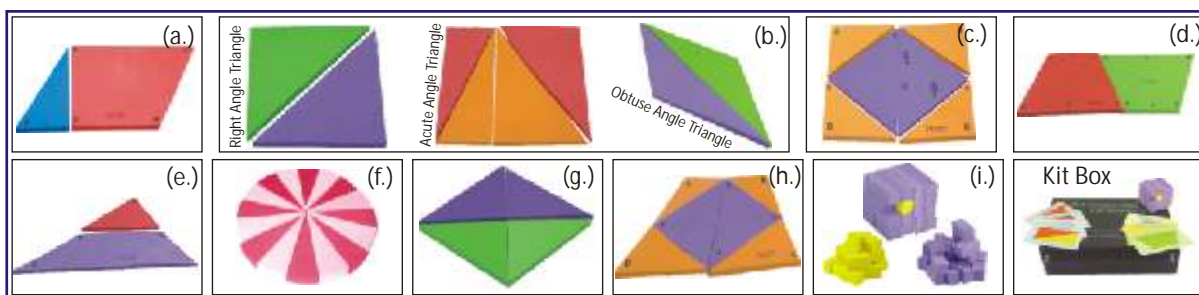 (a.)
Right Angle Triangle
Acute Angle Triangle
(b.)
Obtuse Angle Triangle
(c.)
(d.)
(e.)
(f.)
(g.)
(h.)
(i.)
Kit Box